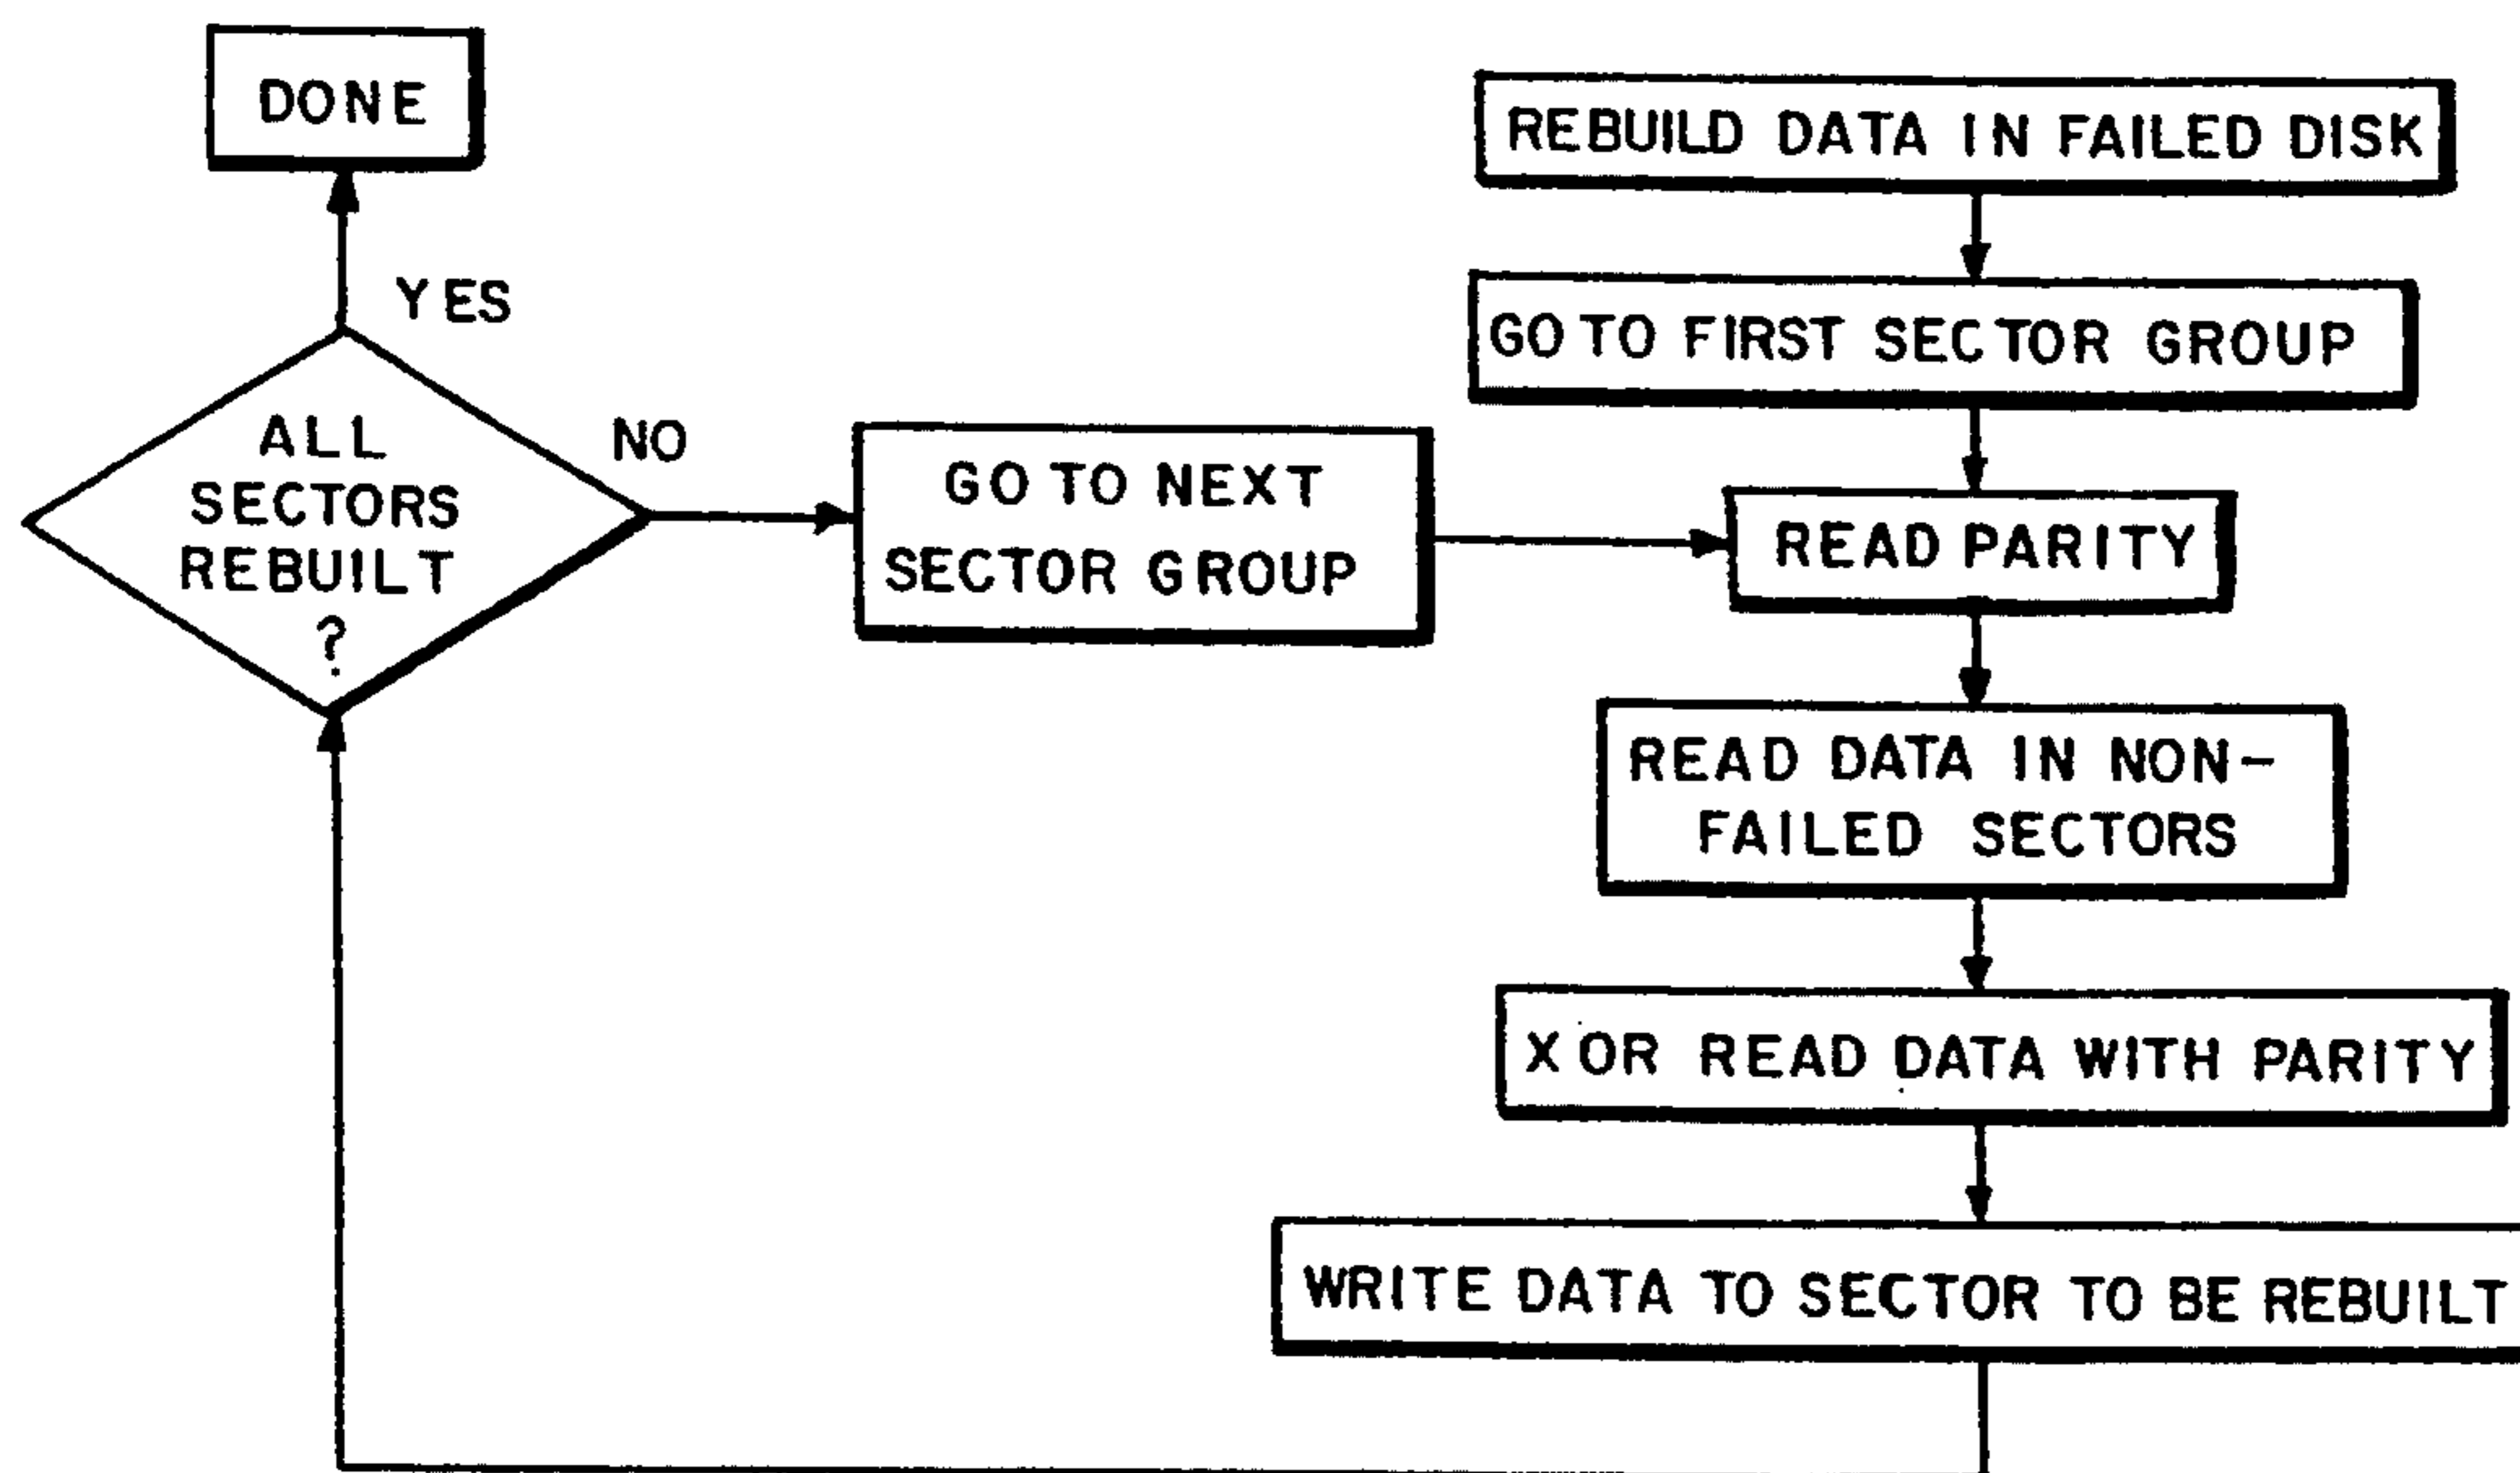 DONE
REBUILD DATA IN FAILED DISK
YES
GO TO FIRST SECTOR GROUP
ALL
SECTORS
REBUILT
?
NO
GO TO NEXT
SECTOR GROUP
READ PARITY
READ DATA IN NON-
FAILED SECTORS
XOR READ DATA WITH PARITY
WRITE DATA TO SECTOR TO BE REBUILT